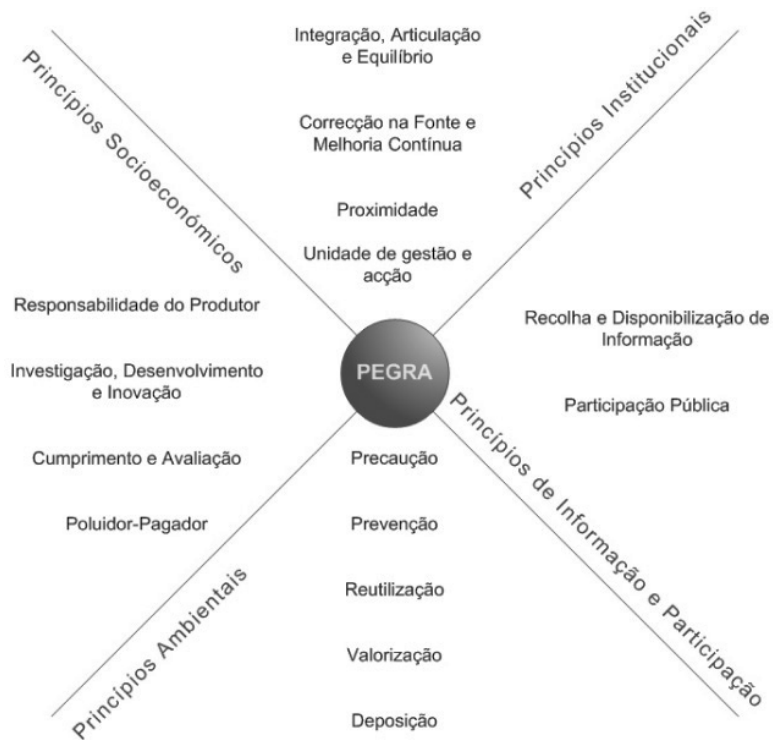 Integração, Articulação
e Equilíbrio
Princípios Socioeconómicos
Princípios Institucionais
Correcção na Fonte e
Melhoria Contínua
Proximidade
Unidade de gestão e
acção
Responsabilidade do Produtor
Investigação, Desenvolvimento
e Inovação
Cumprimento e Avaliação
Poluidor-Pagador
Recolha e Disponibilização de
Informação
Participação Pública
PEGRA
Princípios de Informação e Participação
Princípios Ambientais
Precaução
Prevenção
Reutilização
Valorização
Deposição